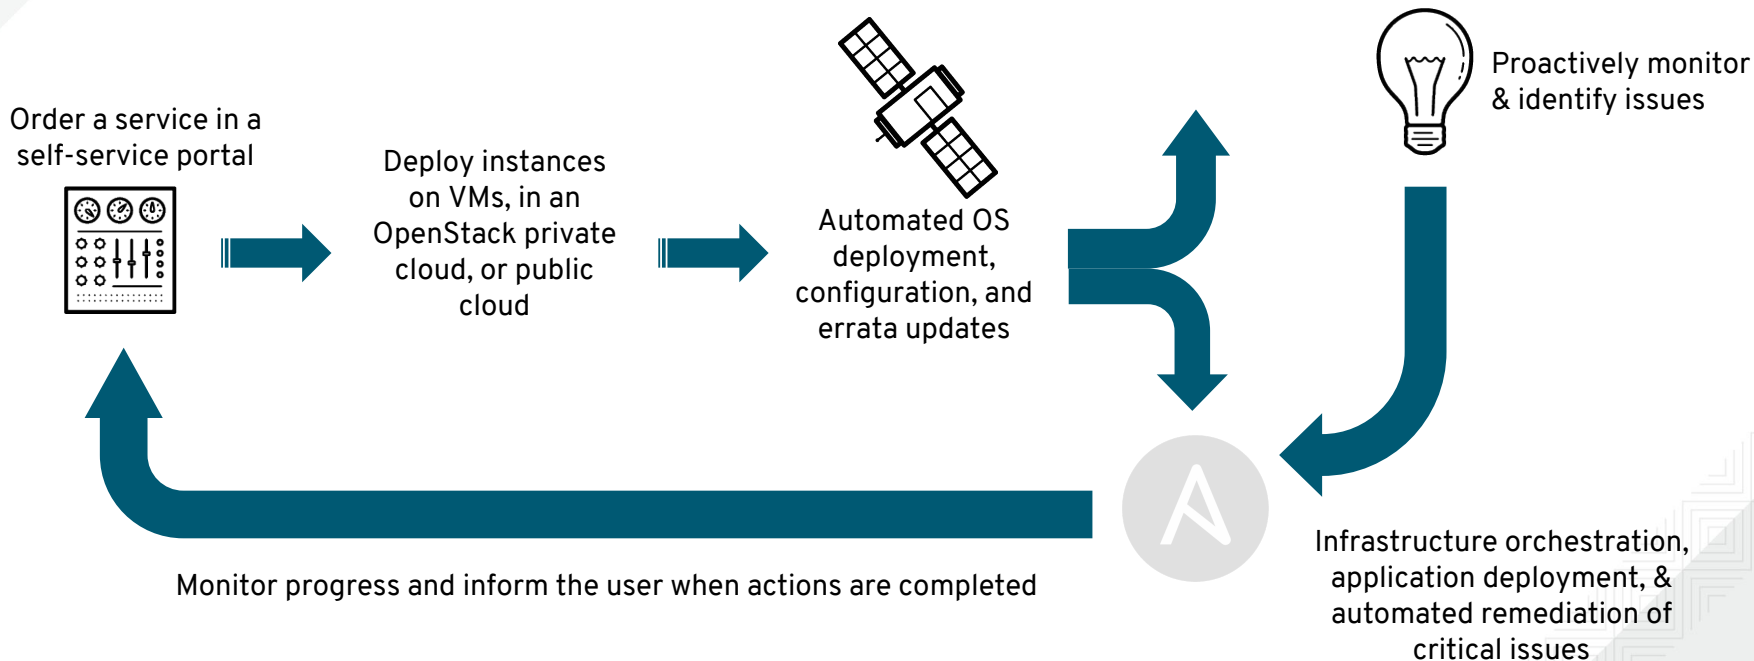 Order a service in a
self-service portal
Deploy instances
on VMs, in an
OpenStack private
cloud, or public
cloud
Automated OS
deployment,
configuration, and
errata updates
Proactively monitor
& identify issues
Infrastructure orchestration,
application deployment, &
automated remediation of
critical issues
Monitor progress and inform the user when actions are completed